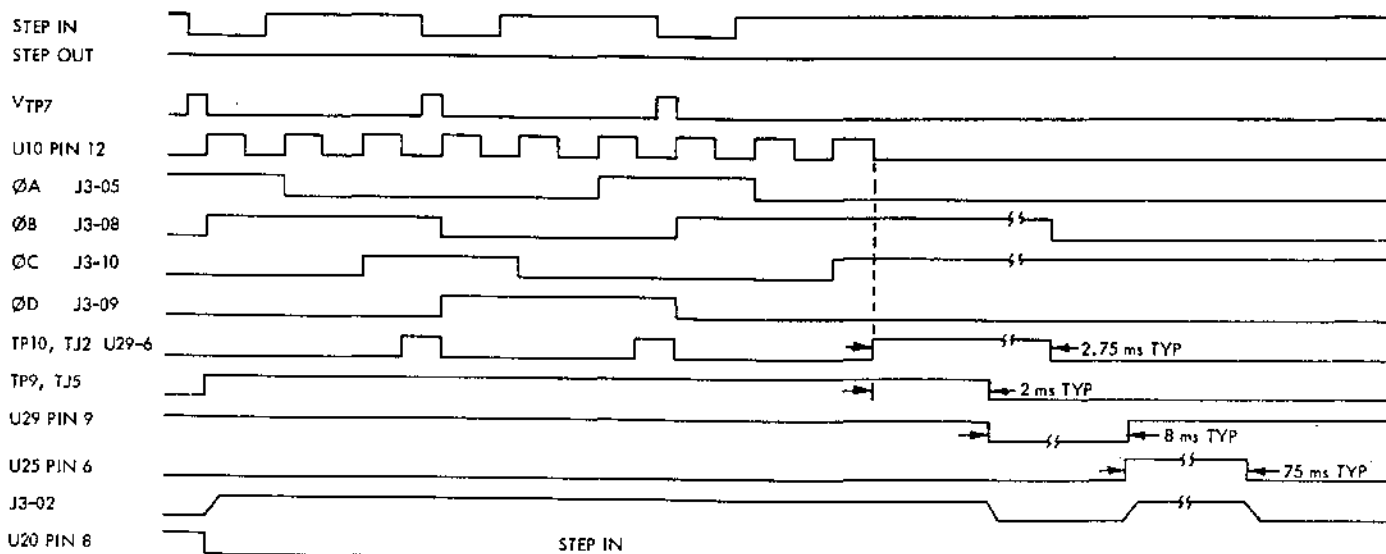 STEP IN
STEP OUT
VTP7
U10 PIN 12
ØA J3-05
ØB J3-08
ØC J3-10
ØD J3-09
TP10, TJ2 U29-6
2.75 ms TYP
TP9, TJ5
2 ms TYP
U29 PIN 9
8 ms TYP
U25 PIN 6
75 ms TYP
J3-02
U20 PIN 8
STEP IN